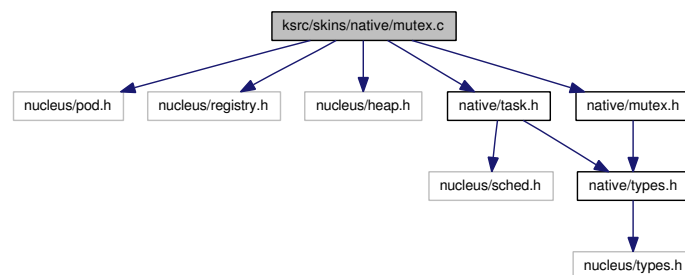 ksrc/skins/native/mutex.c
nucleus/pod.h
nucleus/registry.h
nucleus/heap.h
native/task.h
native/mutex.h
nucleus/sched.h
native/types.h
nucleus/types.h